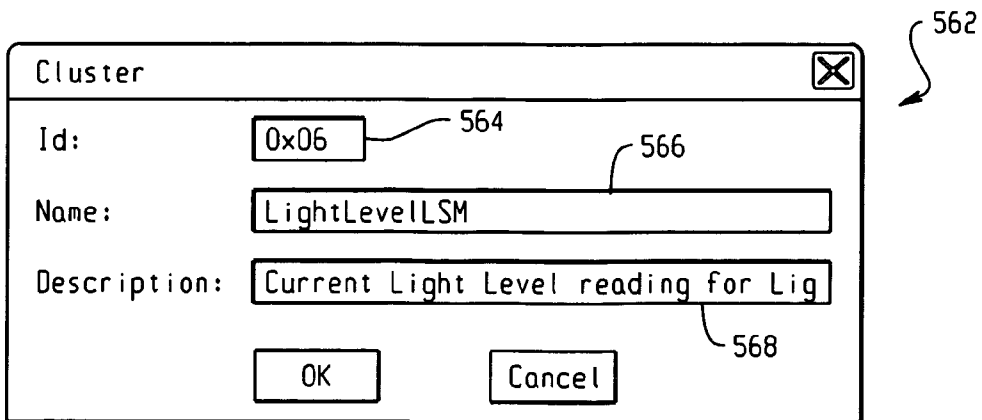 562
Cluster
Id: 0x06 564
566
Name: LightLevelLSM
Description: Current Light Level reading for Lig
568
OK Cancel